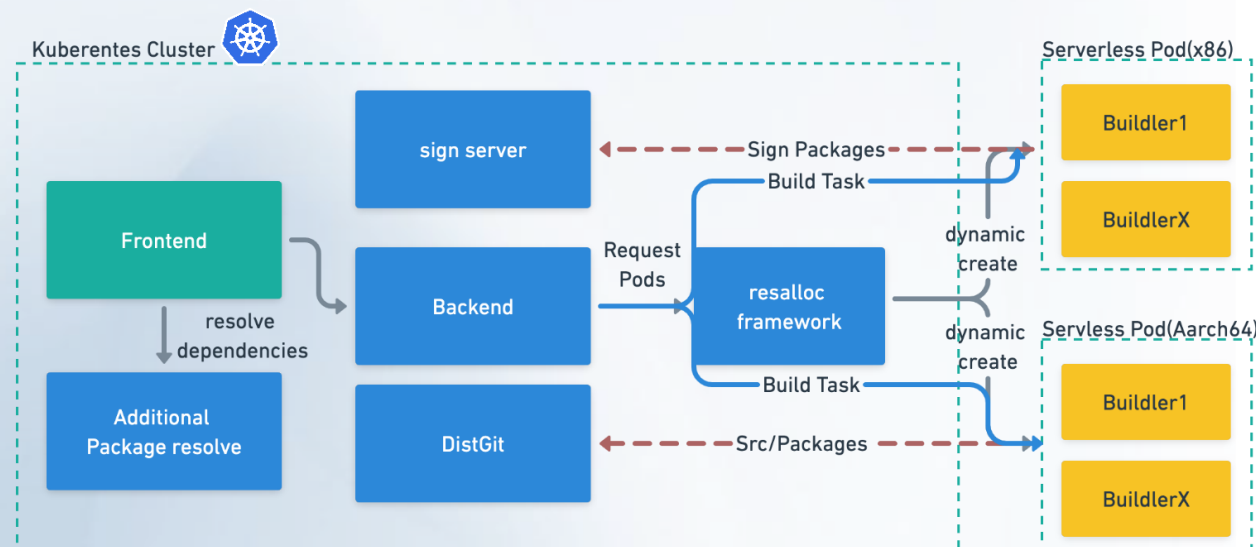 Kuberentes Cluster
Serverless Pod(x86)
Buildler1
sign server
Sign Packages
Build Task
BuildlerX
Frontend
dynamic
create
Request
Pods
Backend
resalloc
framework
resolve
dependencies
dynamic
create
Servless Pod(Aarch64)
Build Task
Buildler1
Additional
Package resolve
DistGit
Src/Packages
BuildlerX